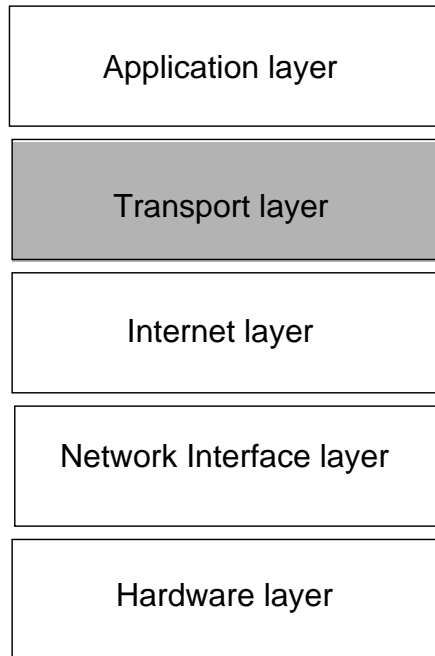 Application layer
Transport layer
Internet layer
Network Interface layer
Hardware layer